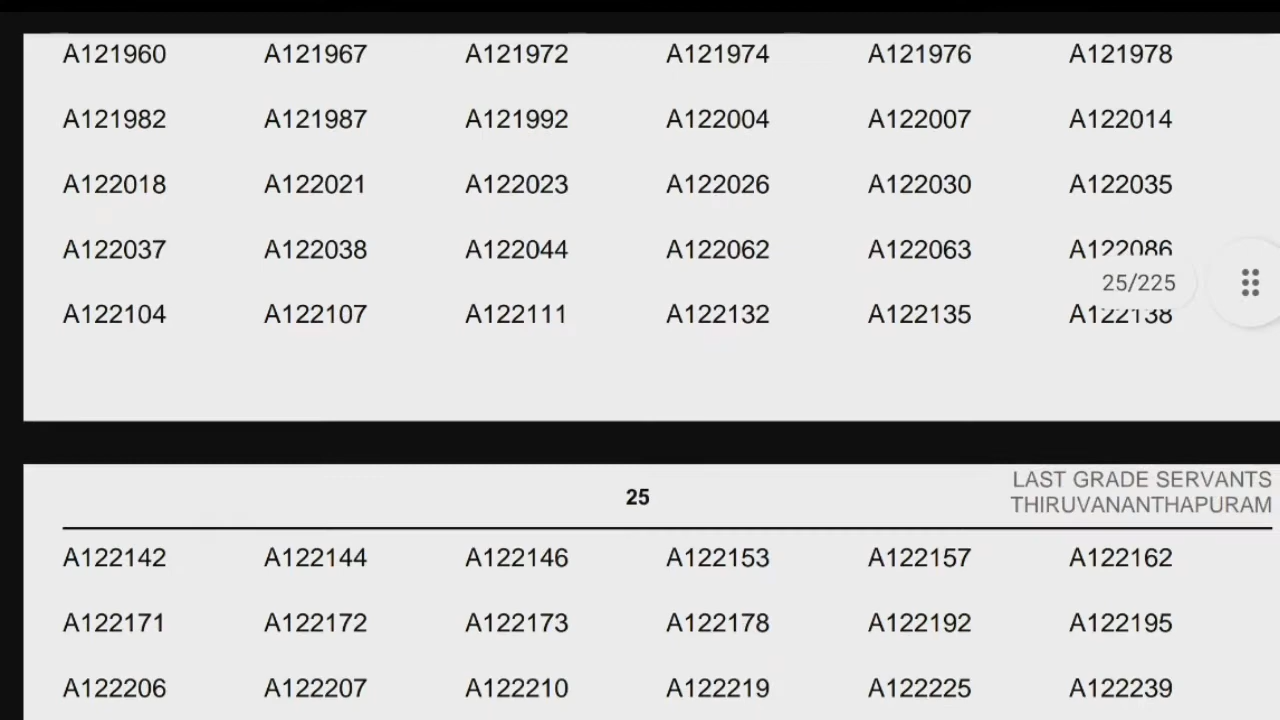 A121960 A121967 A121972 A121974 A121976 A121978
A121982 A121987 A121992 A122004 A122007 A122014
A122018 A122021 A122023 A122026 A122030 A122035
A122037 A122038 A122044 A122062 A122063 A122086
25/225
A122104 A122107 A122111 A122132 A122135 A122138
LAST GRADE SERVANTS
25
THIRUVANANTHAPURAM
A122142 A122144 A122146 A122153 A122157 A122162
A122171 A122172 A122173 A122178 A122192 A122195
A122206 A122207 A122210 A122219 A122225 A122239